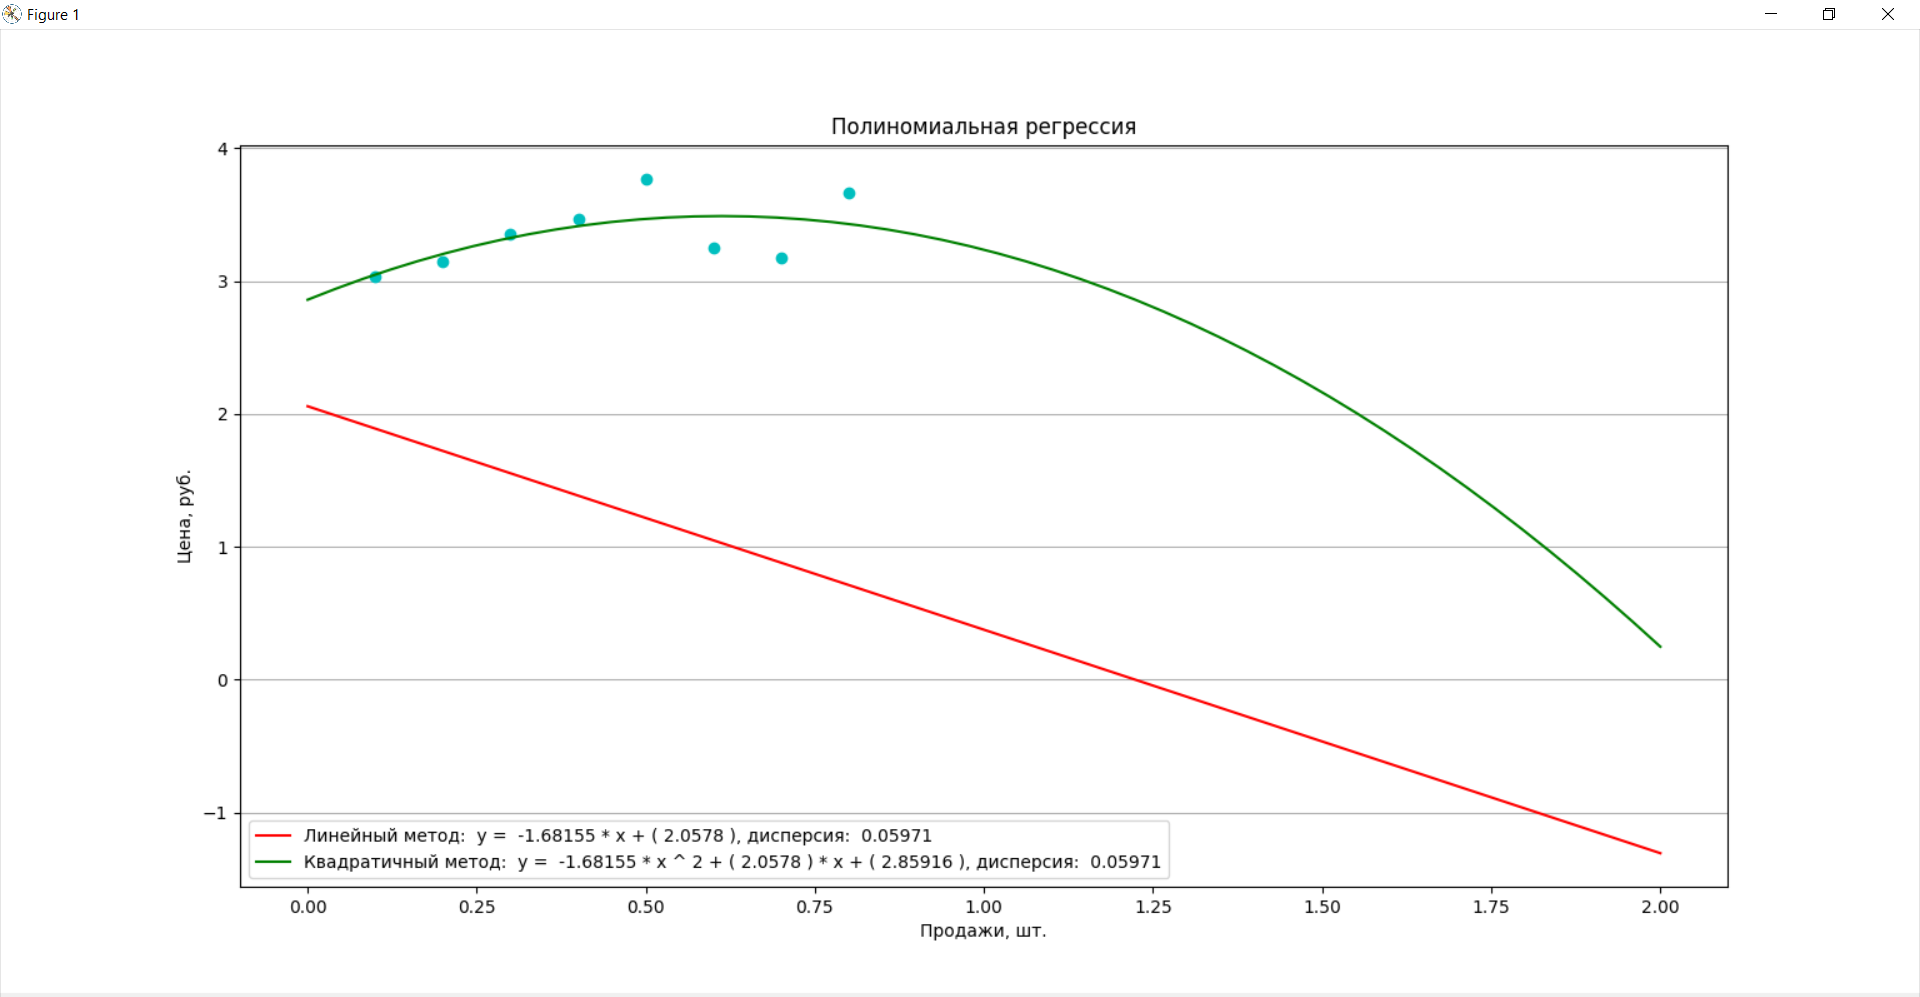 Figure 1
Полиномиальная регрессия
4
3
2
1
0
−1
Цена, руб.
Линейный метод:  y =  -1.68155 * x + ( 2.0578 ), дисперсия:  0.05971
Квадратичный метод:  y =  -1.68155 * x ^ 2 + ( 2.0578 ) * x + ( 2.85916 ), дисперсия:  0.05971
0.00 0.25 0.50 0.75 1.00 1.25 1.50 1.75 2.00
Продажи, шт.